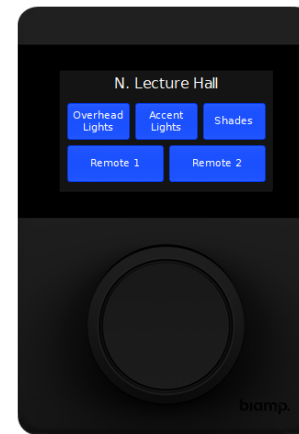 N. Lecture Hall
Overhead
Lights
Accent
Lights
Shades
Remote 1
Remote 2
biamp.